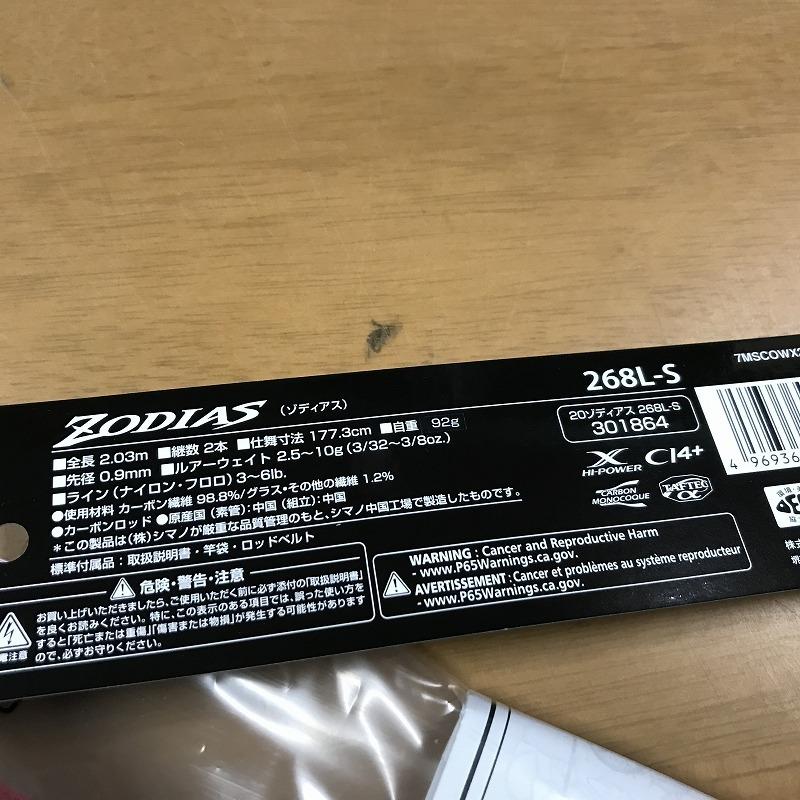 7MSCOWX2
268L-S
ZODIAS (ゾディアス)
■全長 2.03m ■継数 2本 ■仕舞寸法 177.3cm ■自重 92g
■先径 0.9mm ■ルアーウェイト 2.5~10g (3/32~3/8oz.)
■ライン (ナイロン・フロロ) 3~6lb.
●使用材料 カーボン繊維 98.8%/グラス・その他の繊維 1.2%
●カーボンロッド ●原産国 (素管):中国 (組立):中国
*この製品は(株)シマノが厳重な品質管理のもと、シマノ中国工場で製造したものです。
標準付属品:取扱説明書・竿袋・ロッドベルト
20ゾディアス 268L-S
301864
X HI-POWER CI4+
CARBON MONOCOQUE TAFTEC α
4 96936
株式
危険・警告・注意
お買い上げいただきましたら、ご使用いただく前に必ず添付の「取扱説明書」
を良くお読みください。特に、この表示のある項目では、誤った使い方を
すると「死亡または重傷」「傷害または物損」が発生する可能性があります
ので、必ずお守りください。
電注意
WARNING : Cancer and Reproductive Harm
- www.P65Warnings.ca.gov.
AVERTISSEMENT : Cancer et problèmes au système reproducteur
- www.P65Warnings.ca.gov.